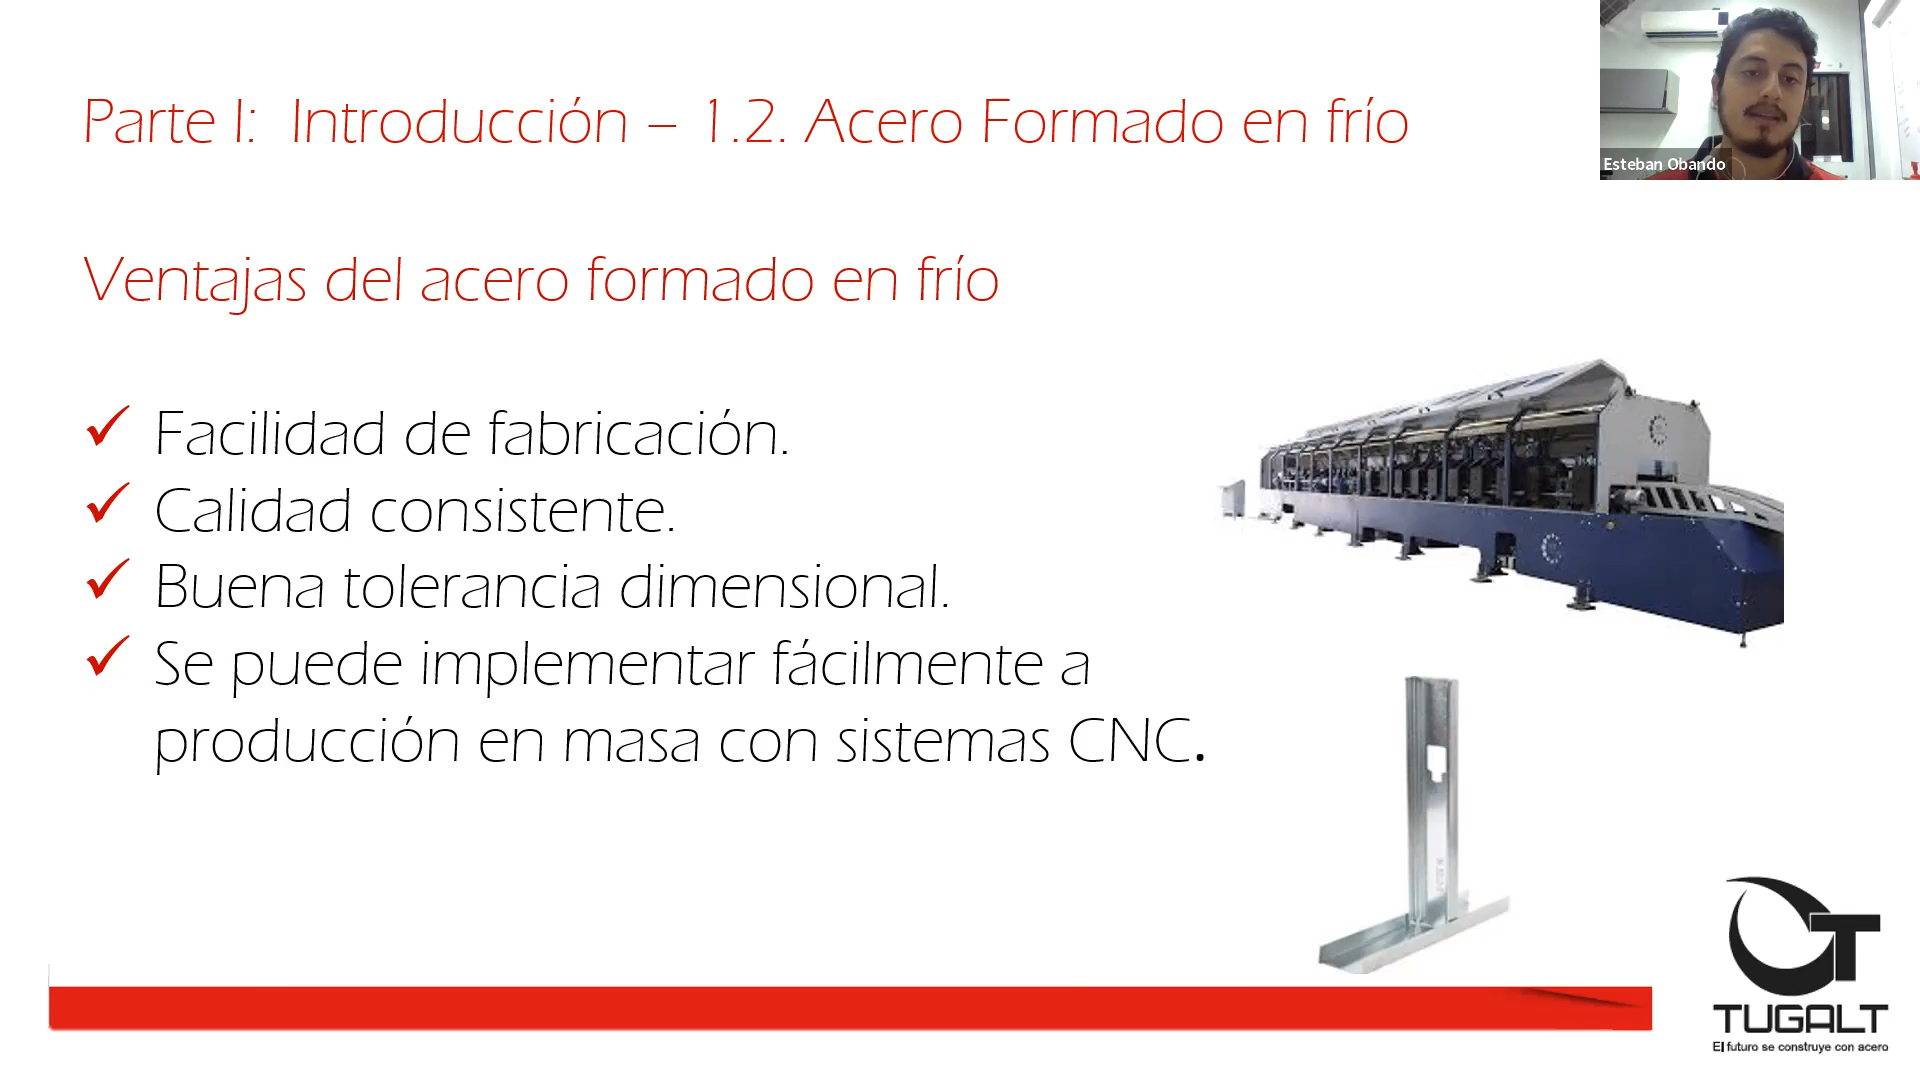 Parte I:  Introducción – 1.2. Acero Formado en frío
Esteban Obando
Ventajas del acero formado en frío
✓ Facilidad de fabricación.
✓ Calidad consistente.
✓ Buena tolerancia dimensional.
✓ Se puede implementar fácilmente a
producción en masa con sistemas CNC.
TUGALT
El futuro se construye con acero